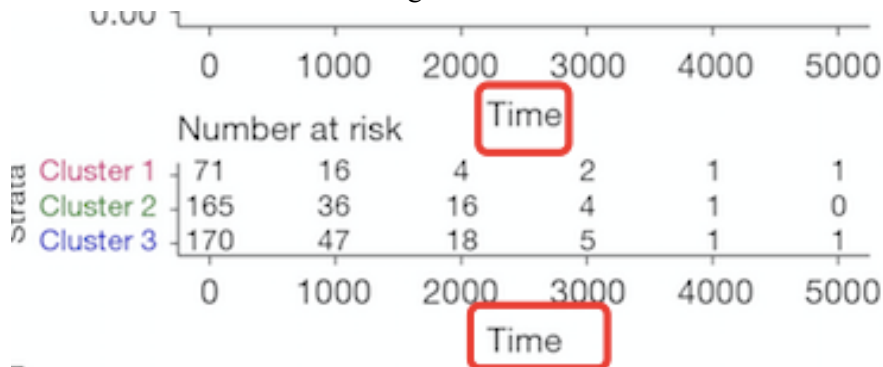 0.00
0 1000 2000 3000 4000 5000
Time
Number at risk
Strata
Cluster 1 71 16 4 2 1 1
Cluster 2 165 36 16 4 1 0
Cluster 3 170 47 18 5 1 1
0 1000 2000 3000 4000 5000
Time